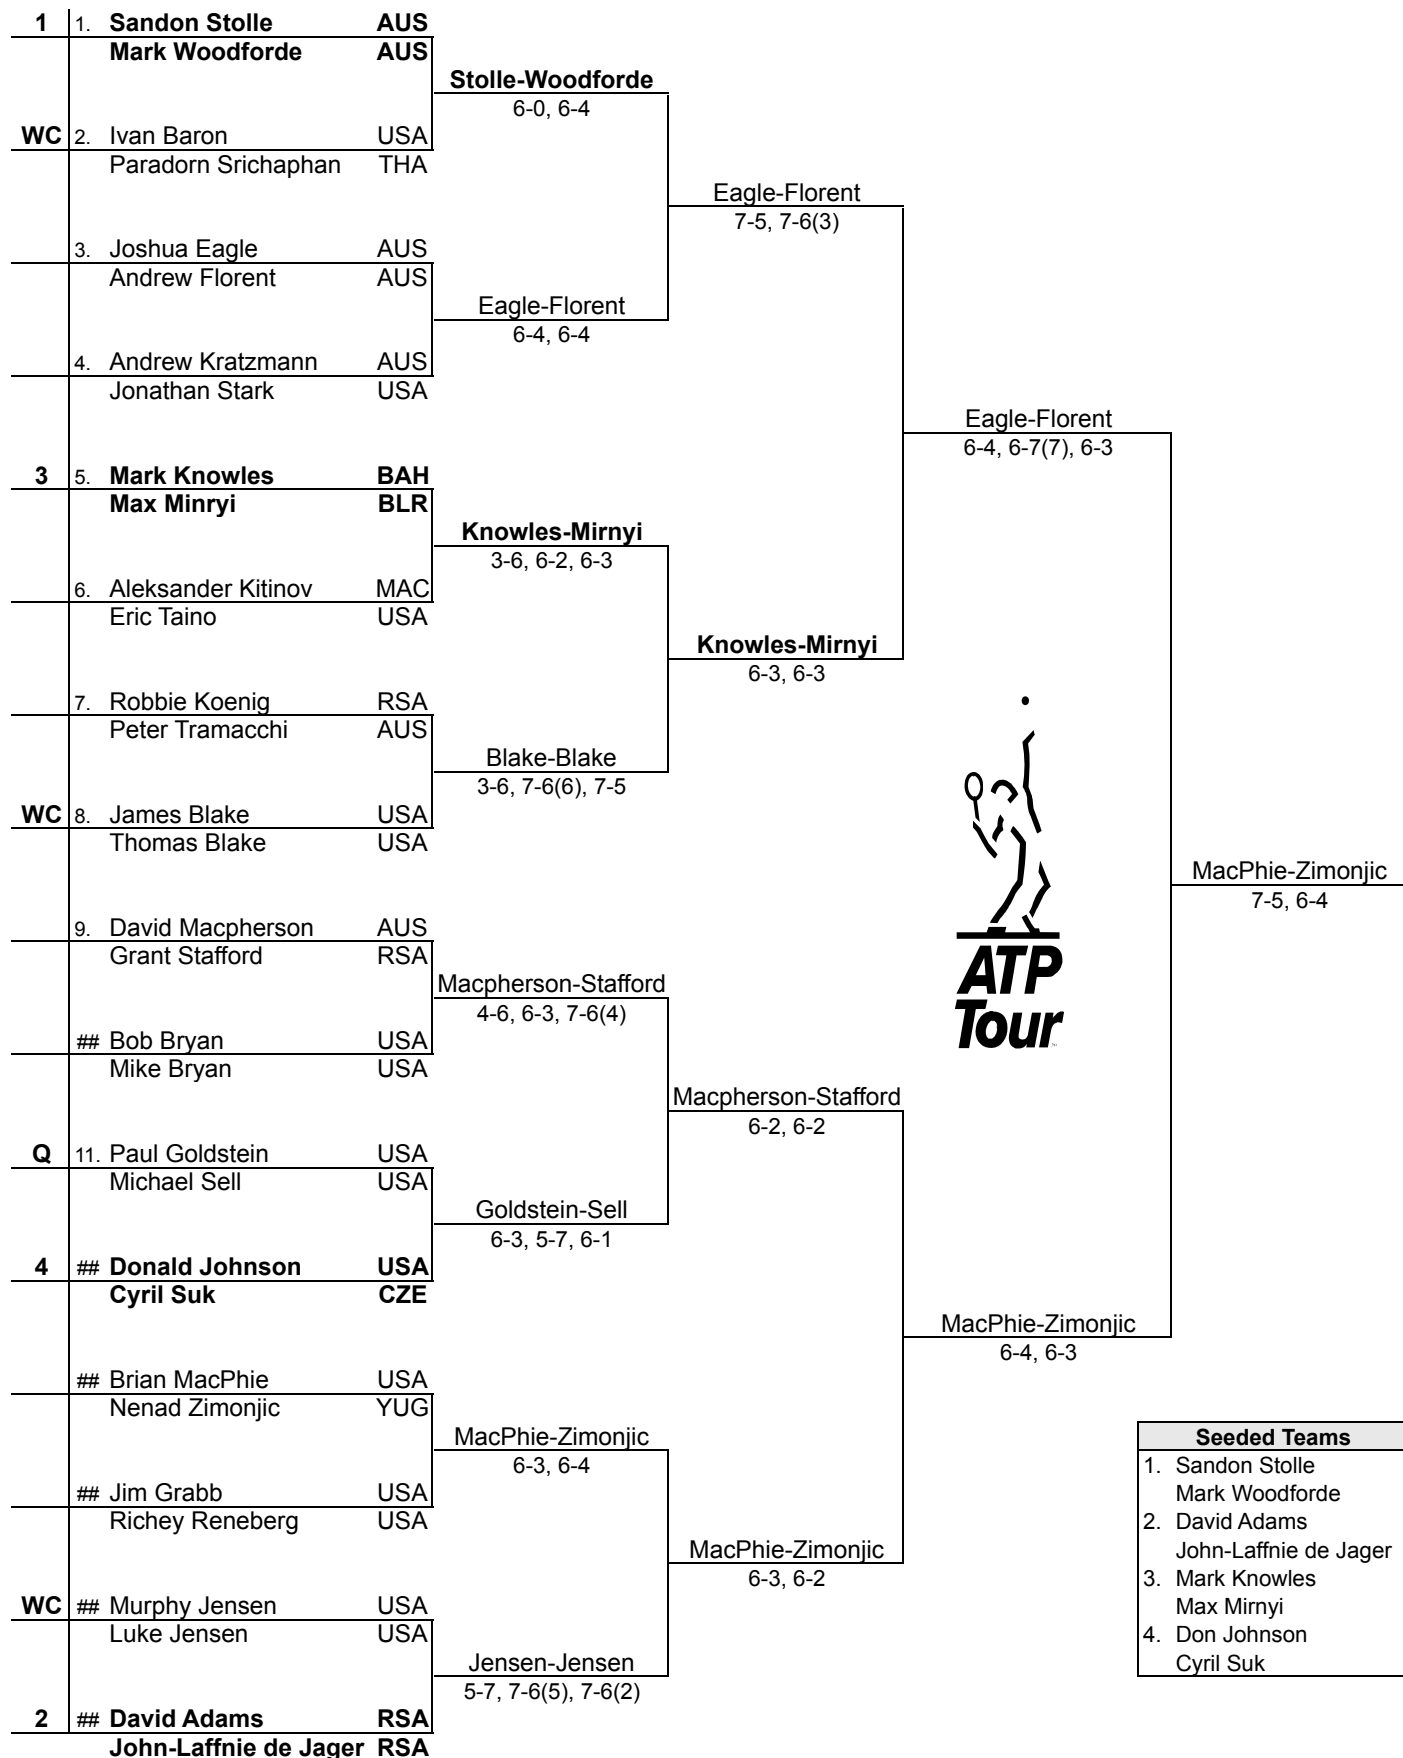 1 1. Sandon Stolle AUS
Mark Woodforde AUS
Stolle-Woodforde
6-0, 6-4
WC 2. Ivan Baron USA
Paradorn Srichaphan THA
Eagle-Florent
7-5, 7-6(3)
3. Joshua Eagle AUS
Andrew Florent AUS
Eagle-Florent
6-4, 6-4
4. Andrew Kratzmann AUS
Jonathan Stark USA
Eagle-Florent
6-4, 6-7(7), 6-3
3 5. Mark Knowles BAH
Max Minryi BLR
Knowles-Mirnyi
3-6, 6-2, 6-3
6. Aleksander Kitinov MAC
Eric Taino USA
Knowles-Mirnyi
6-3, 6-3
7. Robbie Koenig RSA
Peter Tramacchi AUS
Blake-Blake
3-6, 7-6(6), 7-5
WC 8. James Blake USA
Thomas Blake USA
MacPhie-Zimonjic
7-5, 6-4
9. David Macpherson AUS
Grant Stafford RSA
ATP
Tour
Macpherson-Stafford
4-6, 6-3, 7-6(4)
## Bob Bryan USA
Mike Bryan USA
Macpherson-Stafford
6-2, 6-2
Q 11. Paul Goldstein USA
Michael Sell USA
Goldstein-Sell
6-3, 5-7, 6-1
4 ## Donald Johnson USA
Cyril Suk CZE
MacPhie-Zimonjic
6-4, 6-3
## Brian MacPhie USA
Nenad Zimonjic YUG
MacPhie-Zimonjic
6-3, 6-4
## Jim Grabb USA
Richey Reneberg USA
MacPhie-Zimonjic
6-3, 6-2
WC ## Murphy Jensen USA
Luke Jensen USA
Jensen-Jensen
5-7, 7-6(5), 7-6(2)
2 ## David Adams RSA
John-Laffnie de Jager RSA
Seeded Teams
1. Sandon Stolle
Mark Woodforde
2. David Adams
John-Laffnie de Jager
3. Mark Knowles
Max Mirnyi
4. Don Johnson
Cyril Suk